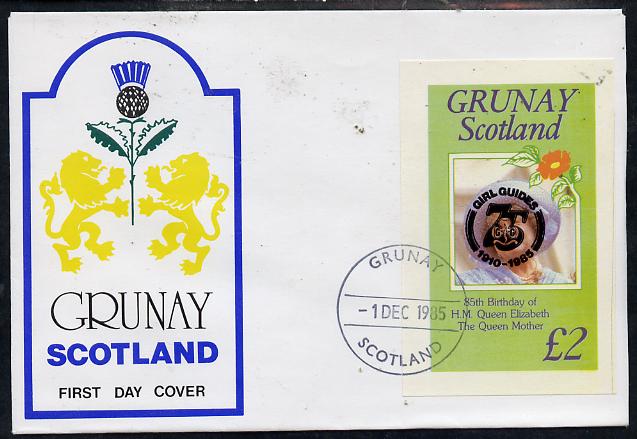 GRUNAY
SCOTLAND
FIRST DAY COVER
GRUNAY
Scotland
GIRL GUIDES
75
1910-1985
85th Birthday of
H.M. Queen Elizabeth
The Queen Mother
£2
GRUNAY
-1 DEC 1985
SCOTLAND